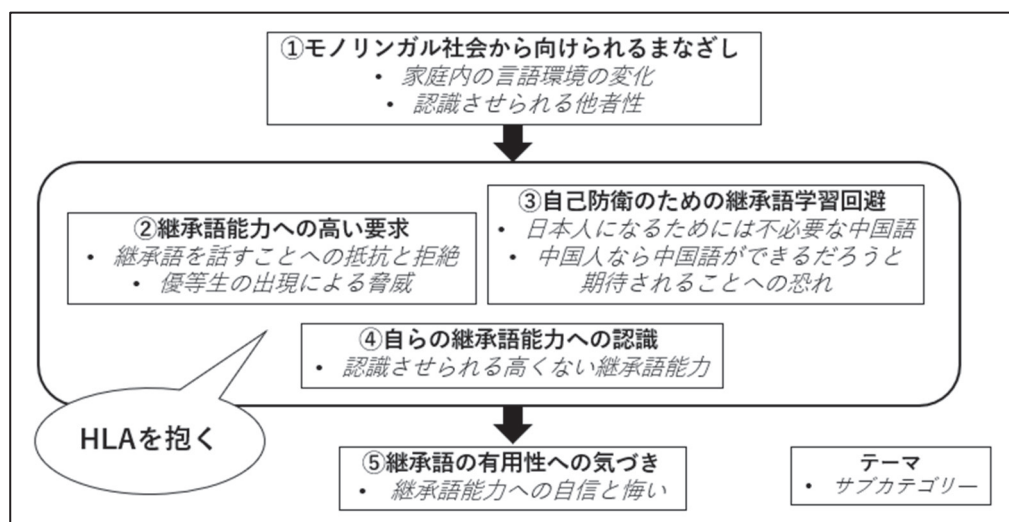 ①モノリンガル社会から向けられるまなざし
• 家庭内の言語環境の変化
• 認識させられる他者性
②継承語能力への高い要求
• 継承語を話すことへの抵抗と拒絶
• 優等生の出現による脅威
③自己防衛のための継承語学習回避
• 日本人になるためには不必要な中国語
• 中国人なら中国語ができるだろうと
期待されることへの恐れ
④自らの継承語能力への認識
• 認識させられる高くない継承語能力
HLAを抱く
⑤継承語の有用性への気づき
• 継承語能力への自信と悔い
テーマ
• サブカテゴリー